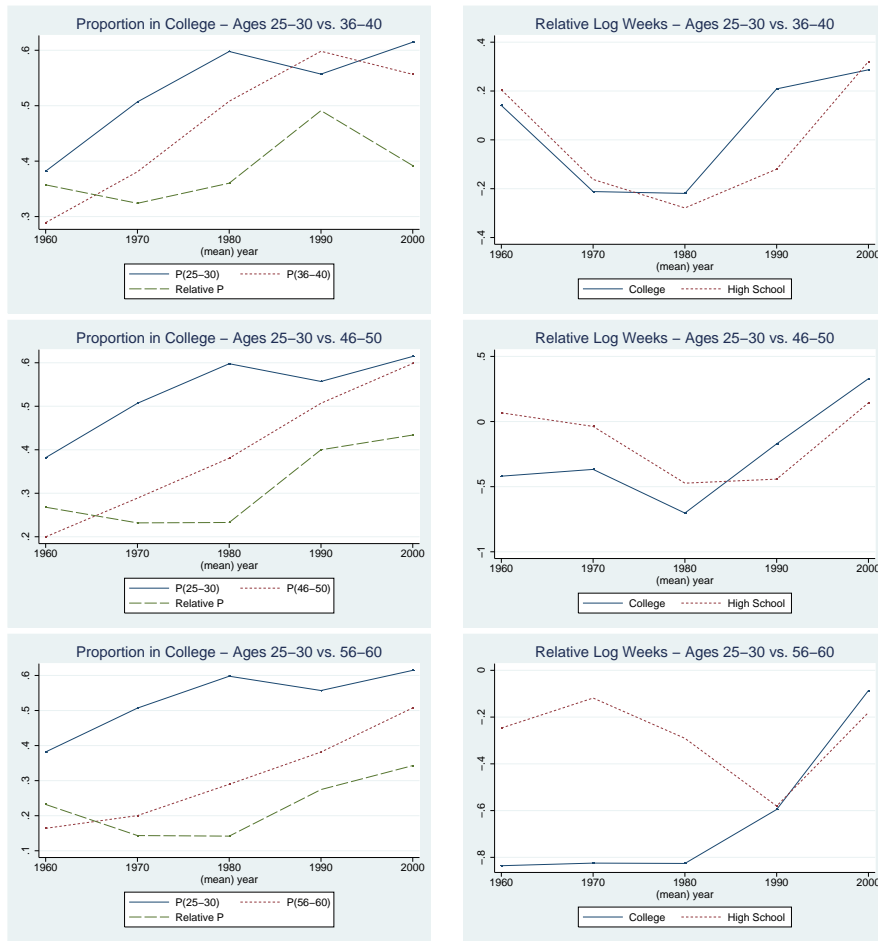 Proportion in College – Ages 25–30 vs. 36–40
.6
.5
.4
.3
1960 1970 1980 1990 2000
(mean) year
P(25–30) P(36–40)
Relative P
Relative Log Weeks – Ages 25–30 vs. 36–40
.4
.2
0
–.2
–.4
1960 1970 1980 1990 2000
(mean) year
College High School
Proportion in College – Ages 25–30 vs. 46–50
.6
.5
.4
.3
.2
1960 1970 1980 1990 2000
(mean) year
P(25–30) P(46–50)
Relative P
Relative Log Weeks – Ages 25–30 vs. 46–50
.5
0
–.5
–1
1960 1970 1980 1990 2000
(mean) year
College High School
Proportion in College – Ages 25–30 vs. 56–60
.6
.5
.4
.3
.2
.1
1960 1970 1980 1990 2000
(mean) year
P(25–30) P(56–60)
Relative P
Relative Log Weeks – Ages 25–30 vs. 56–60
0
–.2
–.4
–.6
–.8
1960 1970 1980 1990 2000
(mean) year
College High School